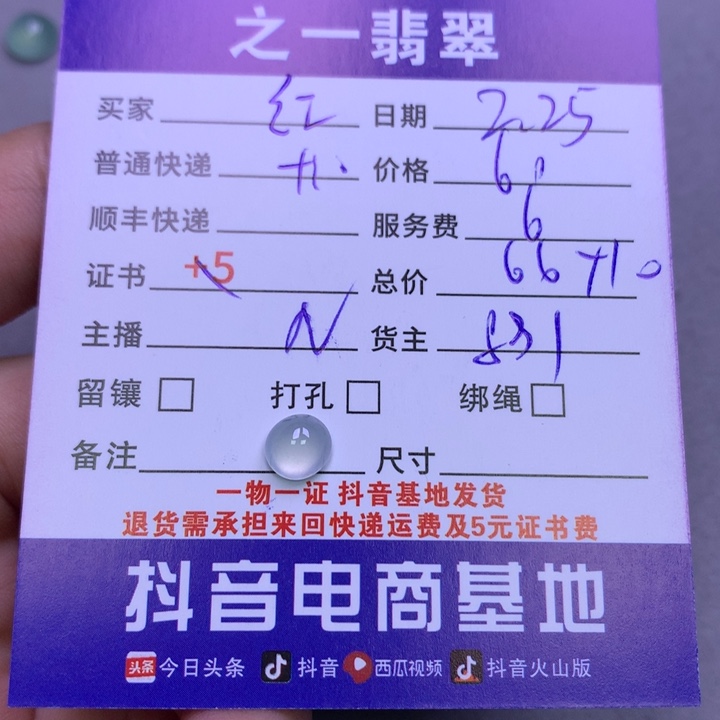 之一翡翠
买家 红 日期 2.25
普通快递 +1. 价格 6
顺丰快递 服务费 6
证书 +5 总价 66+10
主播 N 货主 831
留镶 打孔 绑绳
备注 尺寸
一物一证 抖音基地发货
退货需承担来回快递运费及5元证书费
抖音电商基地
头条 今日头条 抖音 西瓜视频 抖音火山版